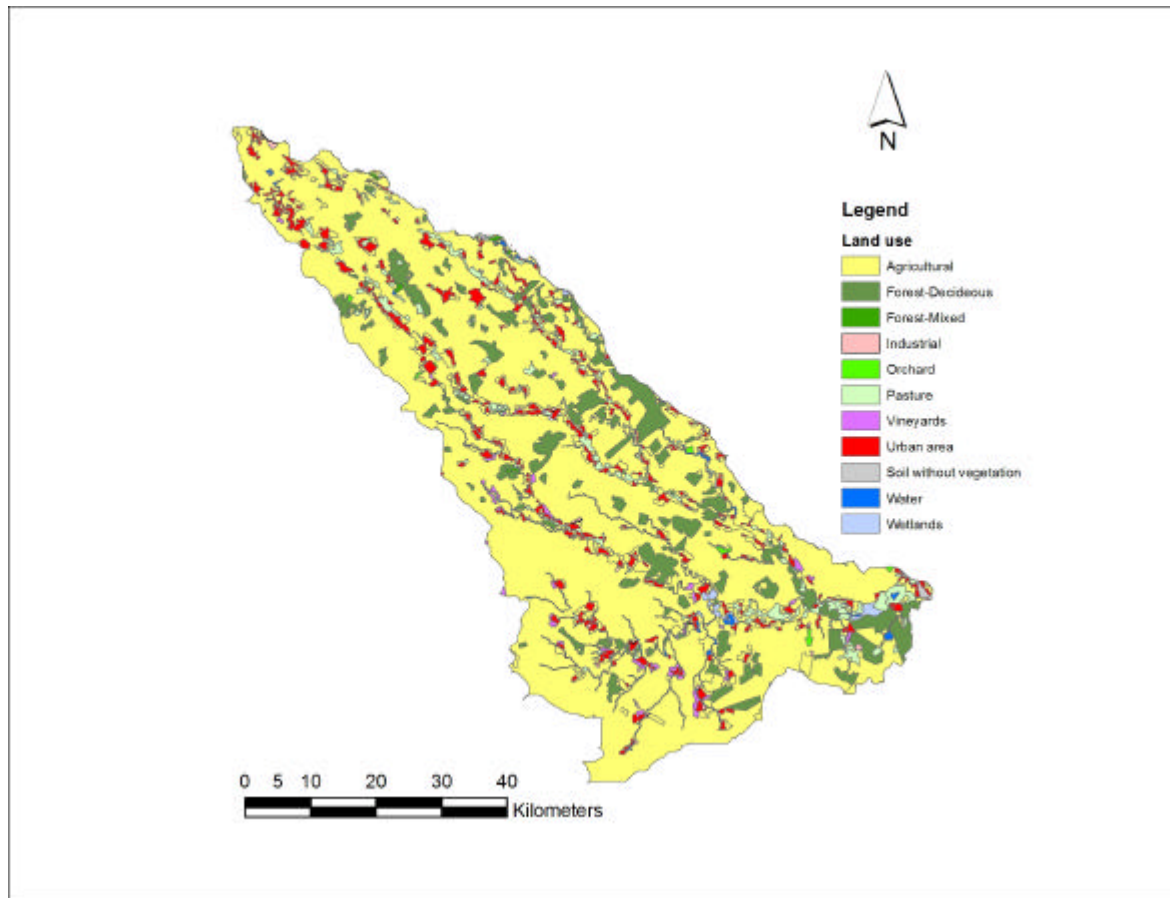 N
Legend
Land use
Agricultural
Forest-Decideous
Forest-Mixed
Industrial
Orchard
Pasture
Vineyards
Urban area
Soil without vegetation
Water
Wetlands
0 5 10 20 30 40
Kilometers